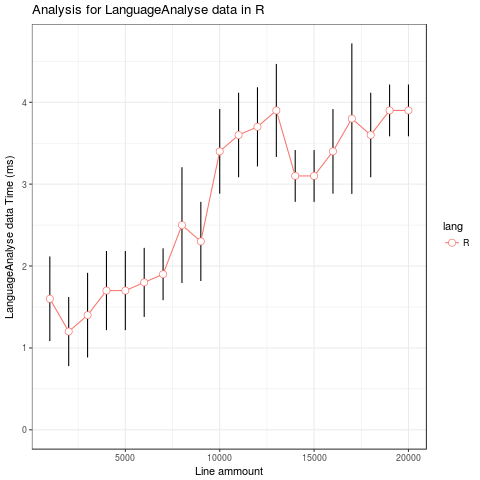 Analysis for LanguageAnalyse data in R
LanguageAnalyse data Time (ms)
4
3
2
1
0
5000
10000
15000
20000
Line ammount
lang
R